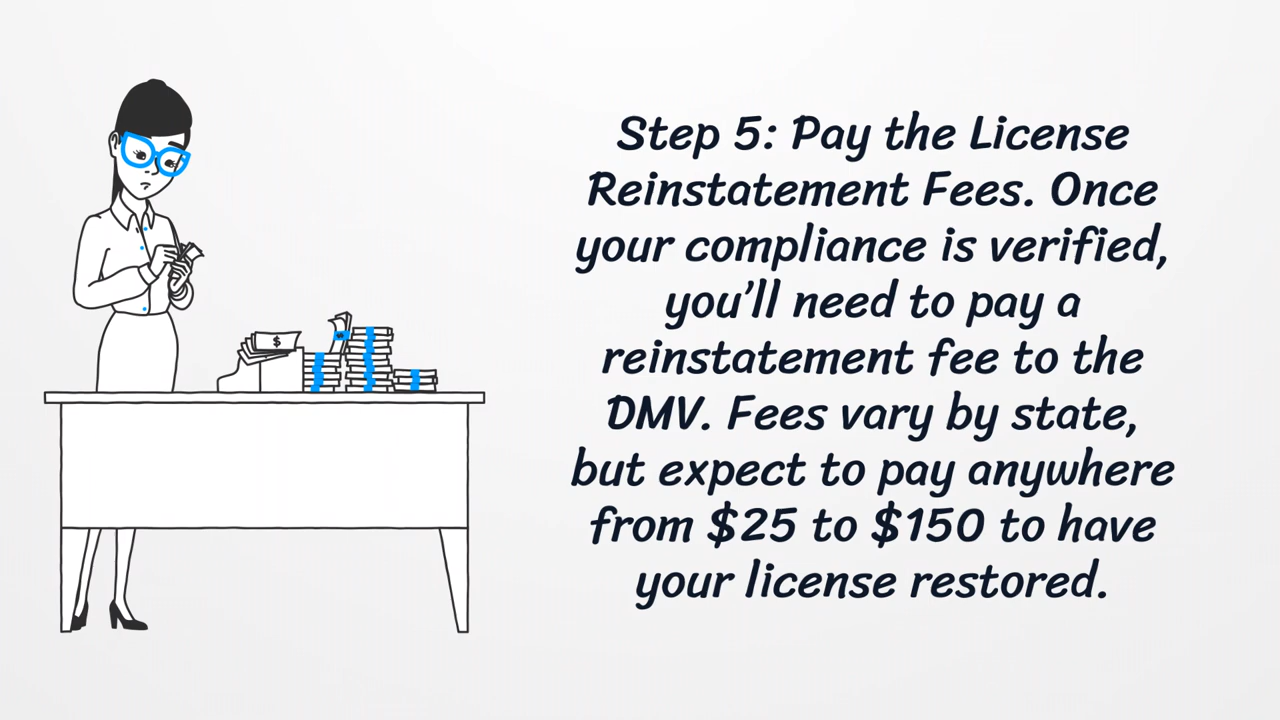 Step 5: Pay the License
Reinstatement Fees. Once
your compliance is verified,
you’ll need to pay a
reinstatement fee to the
DMV. Fees vary by state,
but expect to pay anywhere
from $25 to $150 to have
your license restored.
$